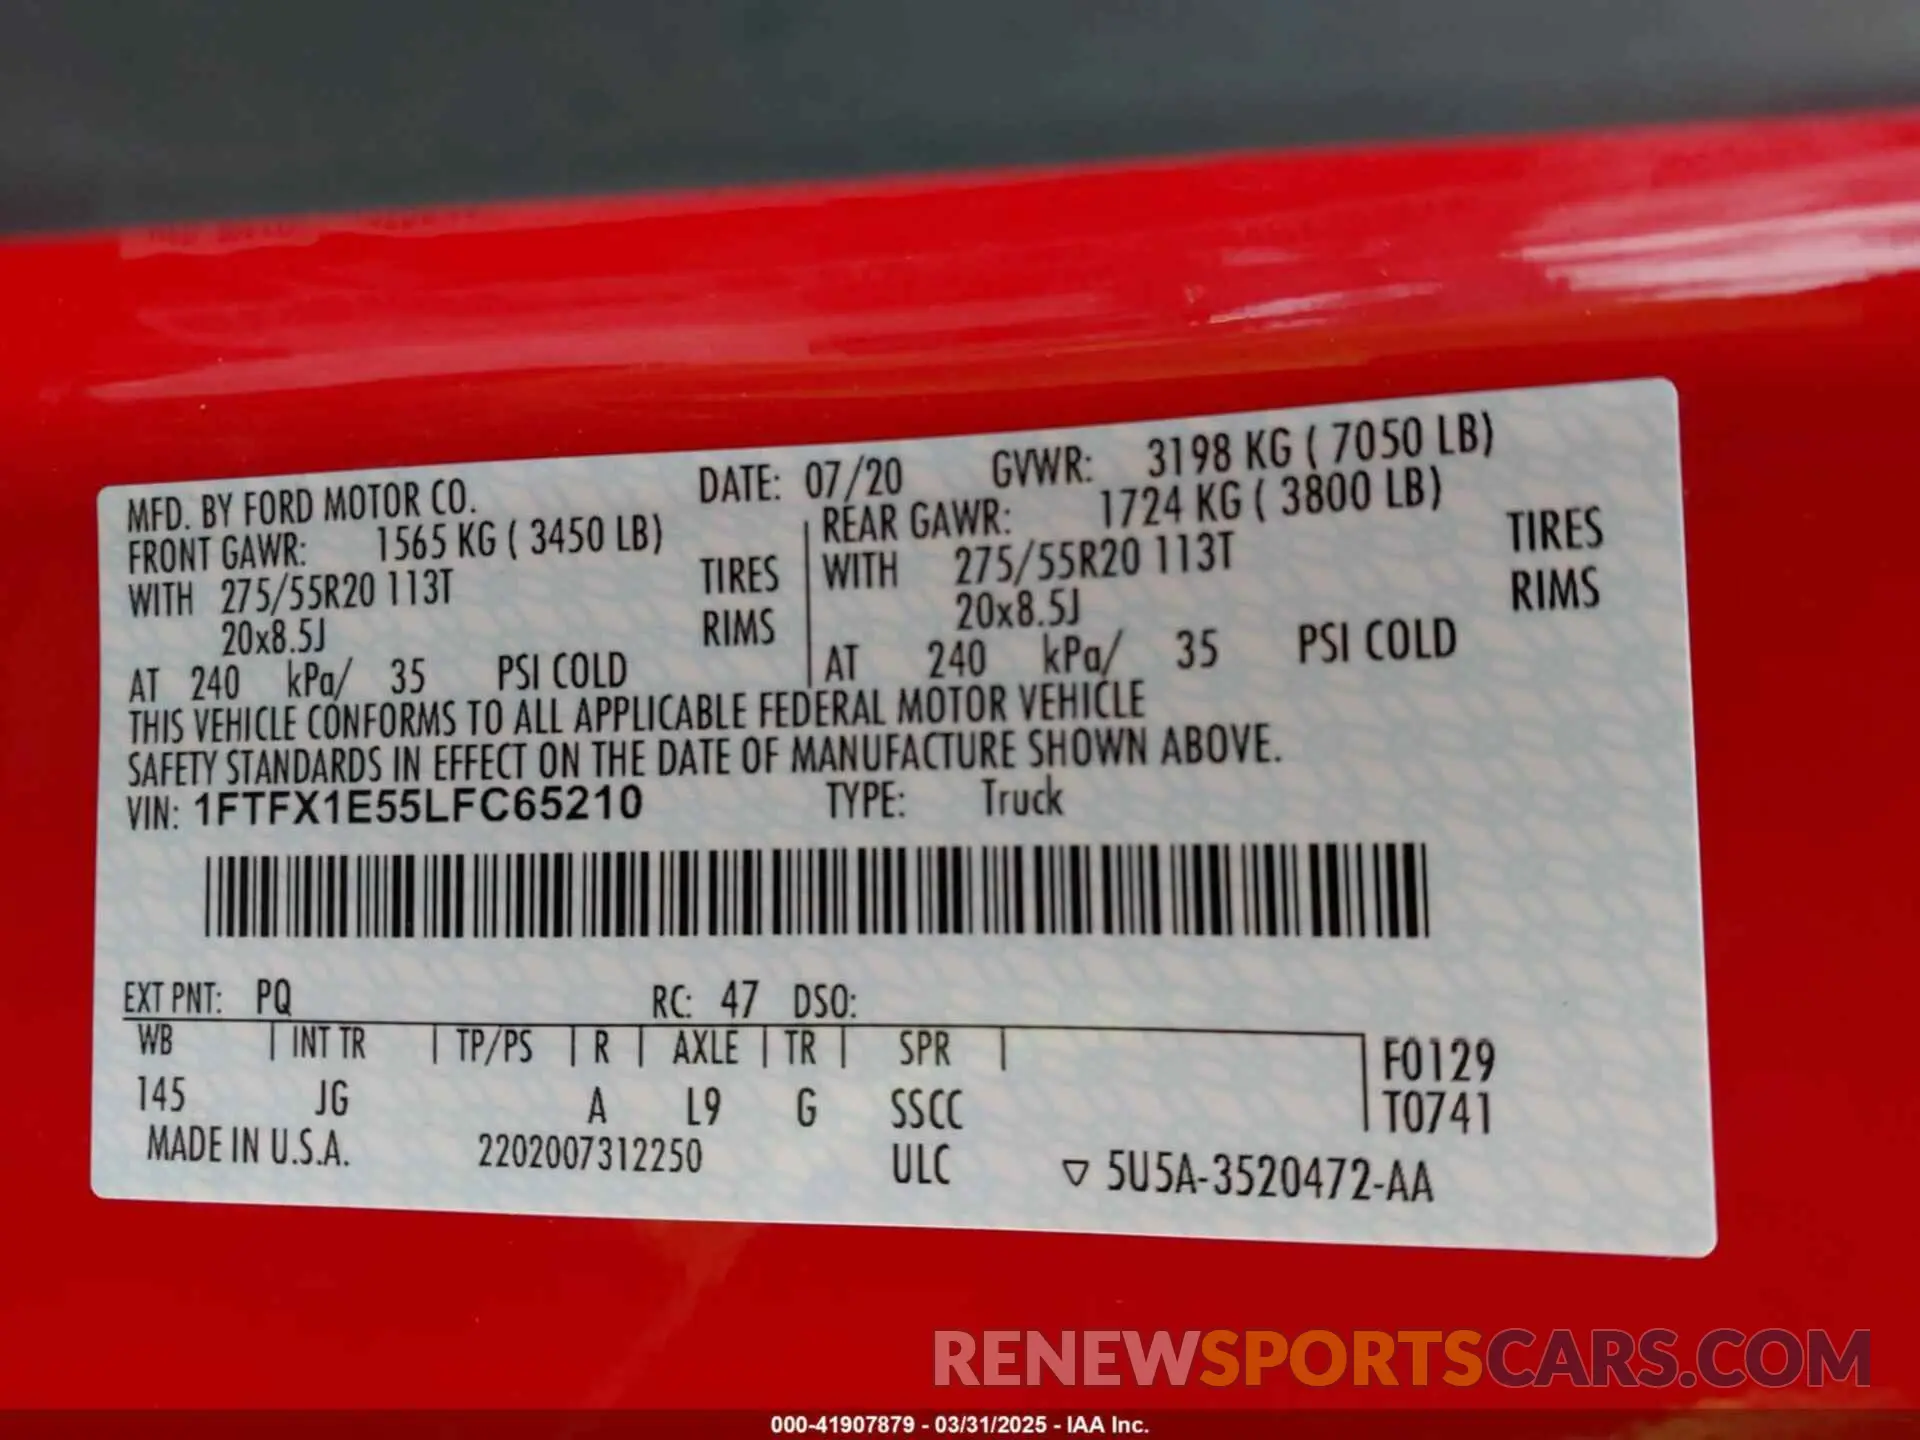 MFD. BY FORD MOTOR CO. DATE: 07/20 GVWR: 3198 KG ( 7050 LB)
FRONT GAWR: 1565 KG ( 3450 LB) REAR GAWR: 1724 KG ( 3800 LB)
WITH 275/55R20 113T TIRES WITH 275/55R20 113T TIRES
20x8.5J RIMS 20x8.5J RIMS
AT 240 kPa/ 35 PSI COLD AT 240 kPa/ 35 PSI COLD
THIS VEHICLE CONFORMS TO ALL APPLICABLE FEDERAL MOTOR VEHICLE
SAFETY STANDARDS IN EFFECT ON THE DATE OF MANUFACTURE SHOWN ABOVE.
VIN: 1FTFX1E55LFC65210 TYPE: Truck
EXT PNT: PQ RC: 47 DSO:
WB | INT TR | TP/PS | R | AXLE | TR | SPR | F0129
145 JG A L9 G SSCC T0741
MADE IN U.S.A. 2202007312250 ULC ▽ 5U5A-3520472-AA
RENEWSPORTSCARS.COM
000-41907879 - 03/31/2025 - IAA Inc.